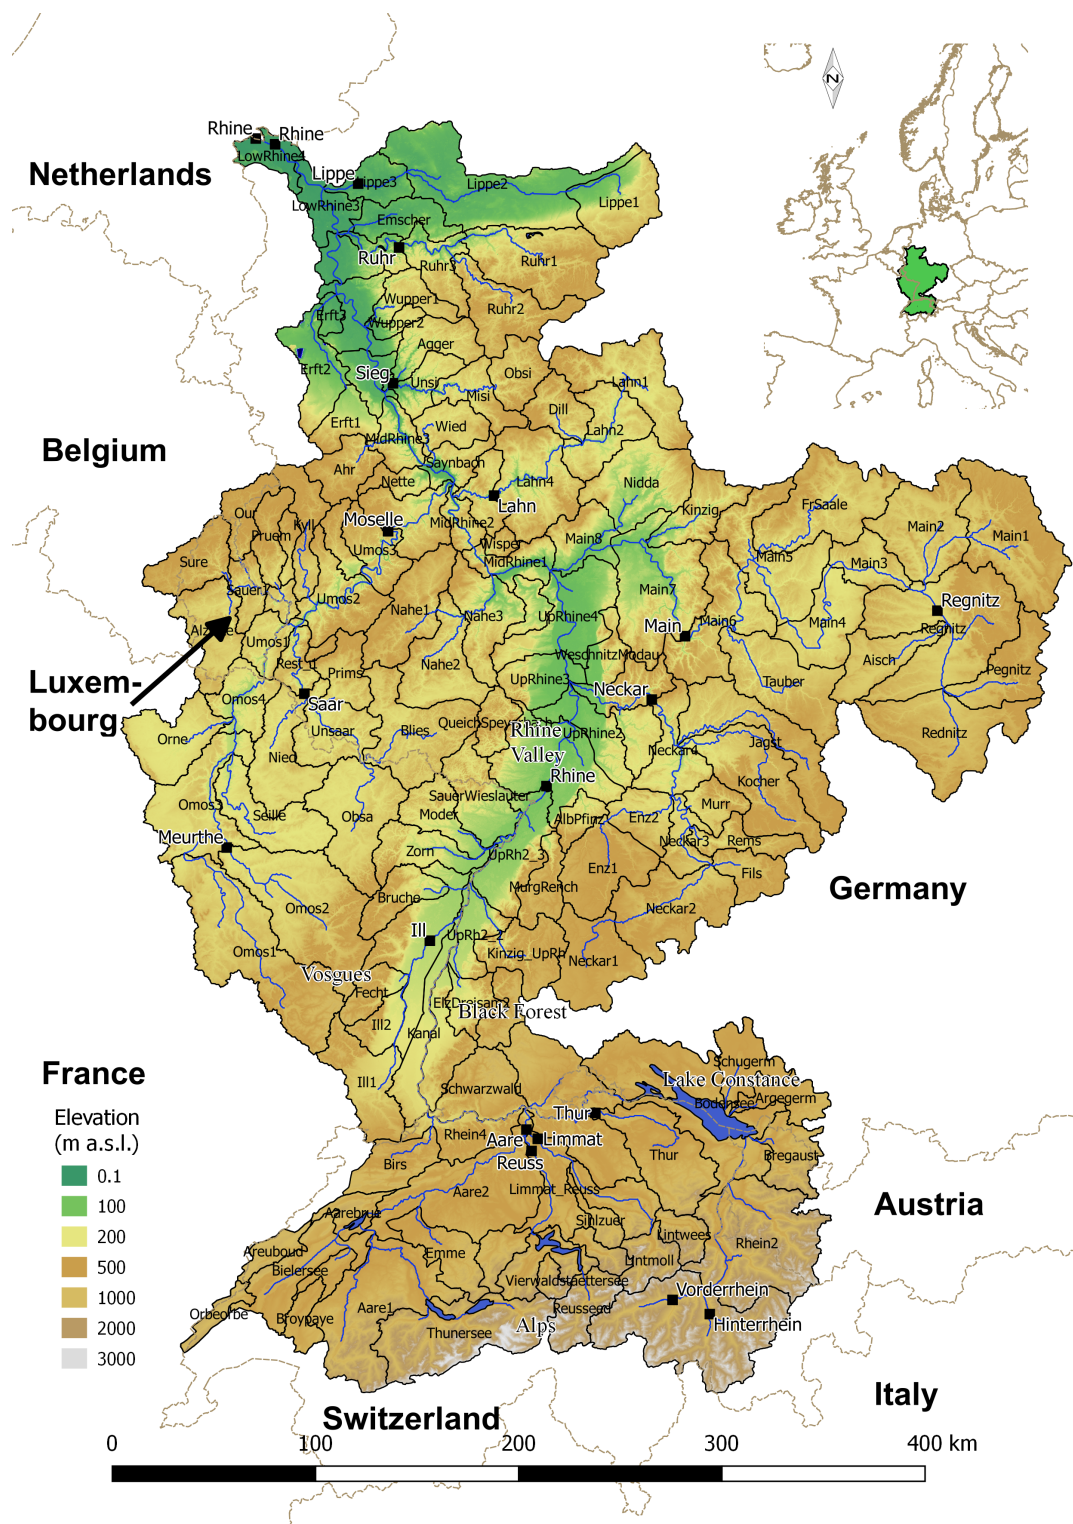 N
Rhine
Rhine
LowRhine4
Netherlands
Lippe
Lippe3
Lippe2
Lippe1
LowRhine3
Emscher
Ruhr
Ruhr3
Ruhr1
Ruhr2
Wupper1
Erft3
Wupper2
Agger
Erft2
Sieg
Unsi
Obsi
Misi
Lahn1
Dill
Erft1
Wied
Lahn2
MidRhine3
Belgium
Saynbach
Ahr
Nette
Lahn4
Nidda
Lahn
Kinzig
FrSaale
Our
Moselle
MidRhine2
Main2
Pruem
Kyll
Main1
Umos3
Wisper
Main8
Main5
Sure
MidRhine1
Main3
Sauer1
Main7
Umos2
Nahe1
Nahe3
UpRhine4
Regnitz
Main
Main6
Main4
Regnitz
Umos1
Rest_u
WeschnitzModau
Aisch
Nahe2
Prims
Pegnitz
Luxem-
bourg
UpRhine3
Neckar
Tauber
Omos4
Saar
Unsaar
Blies
Rhine
Valley
UpRhine2
Orne
Jagst
Rednitz
Neckar4
Nied
Rhine
Kocher
SauerWieslauter
Omos3
Seille
Obsa
Moder
AlbPfinz
Enz2
Murr
Meurthe
Neckar3
Rems
Zorn
UpRh2_3
Enz1
Fils
MurgRench
Germany
Bruche
Omos2
Neckar2
Ill
UpRh2_2
Omos1
Kinzig_UpRh
Neckar1
Vosgues
Fecht
ElzDreisam2
Black Forest
Ill2
Kanal
France
Ill1
Schwarzwald
Schugerm
Lake Constance
Bodensee
Argegerm
Elevation
(m a.s.l.)
0.1
100
200
500
1000
2000
3000
Thur
Rhein4
Aare
Limmat
Reuss
Birs
Thur
Bregaust
Aare2
Limmat_Reuss
Austria
Aarebrue
Sihlzuer
Lintwees
Rhein2
Areuboud
Emme
Lintmoll
Bielersee
Vierwaldstaettersee
Vorderrhein
Orbeorbe
Broypaye
Aare1
Reusseed
Hinterrhein
Thunersee
Alps
Italy
Switzerland
0
100
200
300
400 km